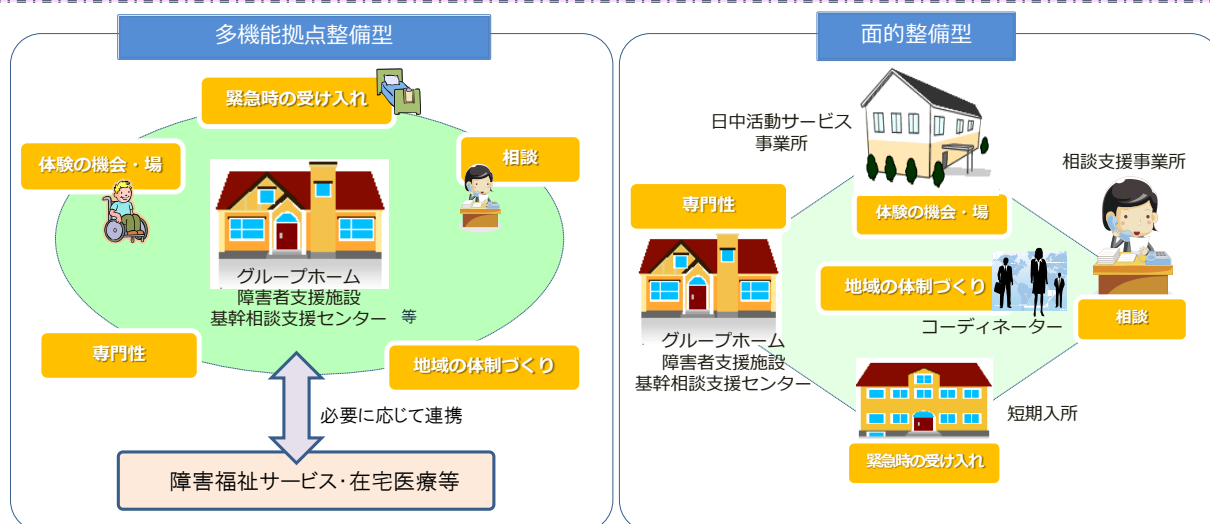 多機能拠点整備型
緊急時の受け入れ
体験の機会・場
相談
グループホーム
障害者支援施設
基幹相談支援センター 等
専門性
地域の体制づくり
必要に応じて連携
障害福祉サービス・在宅医療等
面的整備型
日中活動サービス
事業所
相談支援事業所
専門性
体験の機会・場
地域の体制づくり
コーディネーター
相談
グループホーム
障害者支援施設
基幹相談支援センター
短期入所
緊急時の受け入れ